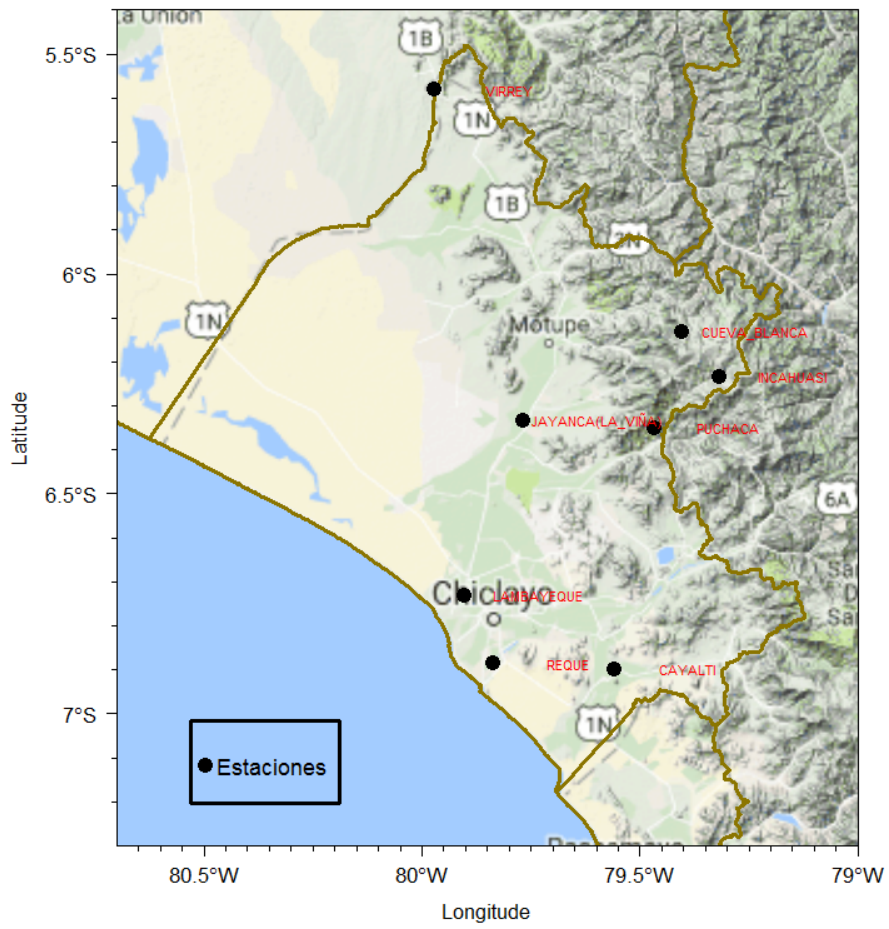 La Union
1B
5.5°S
VIRREY
1N
1B
2N
6°S
1N
Motupe
CUEVA_BLANCA
INCAHUASI
JAYANCA(LA_VIÑA)
PUCHACA
Latitude
6.5°S
6A
Chiclayo
LAMBAYEQUE
REQUE
CAYALTI
7°S
1N
Estaciones
80.5°W
80°W
79.5°W
79°W
Longitude